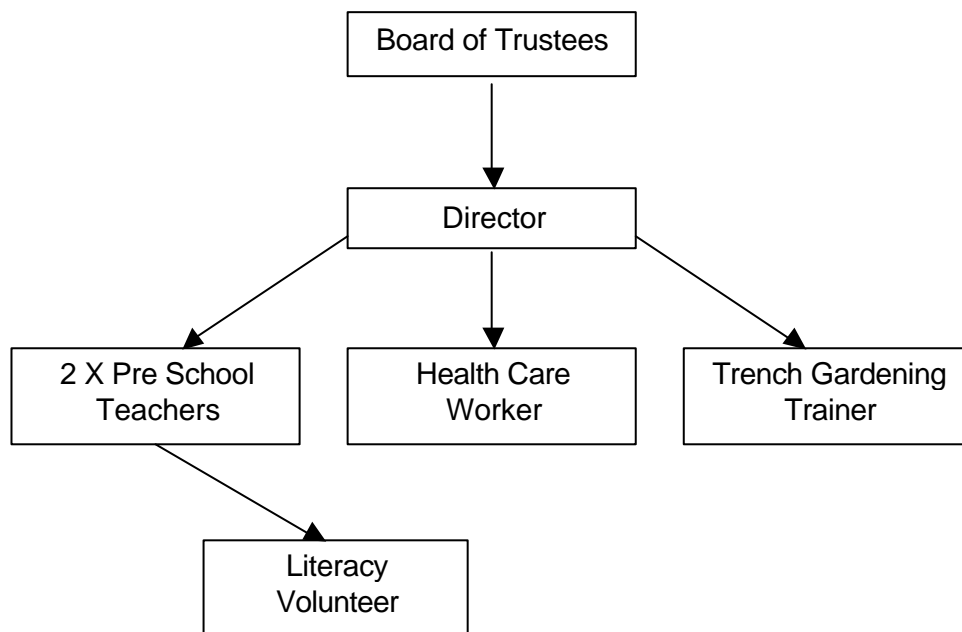 Board of Trustees
Director
2 X Pre School
Teachers
Health Care
Worker
Trench Gardening
Trainer
Literacy
Volunteer